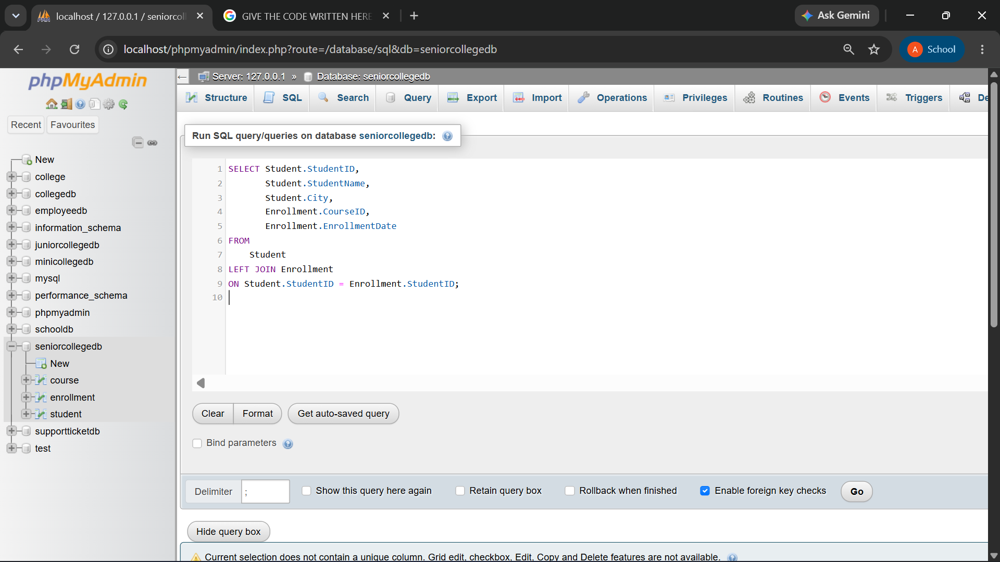 localhost / 127.0.0.1 / seniorcoll
GIVE THE CODE WRITTEN HERE
Ask Gemini
localhost/phpmyadmin/index.php?route=/database/sql&db=seniorcollegedb
A School
phpMyAdmin
Recent Favourites
New
college
collegedb
employeedb
information_schema
juniorcollegedb
minicollegedb
mysql
performance_schema
phpmyadmin
schooldb
seniorcollegedb
New
course
enrollment
student
supportticketdb
test
Server: 127.0.0.1 » Database: seniorcollegedb
Structure SQL Search Query Export Import Operations Privileges Routines Events Triggers De
Run SQL query/queries on database seniorcollegedb:
1 SELECT Student.StudentID,
2 Student.StudentName,
3 Student.City,
4 Enrollment.CourseID,
5 Enrollment.EnrollmentDate
6 FROM
7 Student
8 LEFT JOIN Enrollment
9 ON Student.StudentID = Enrollment.StudentID;
10
Clear Format Get auto-saved query
Bind parameters
Delimiter ; Show this query here again Retain query box Rollback when finished Enable foreign key checks Go
Hide query box
Current selection does not contain a unique column. Grid edit, checkbox, Edit, Copy and Delete features are not available.